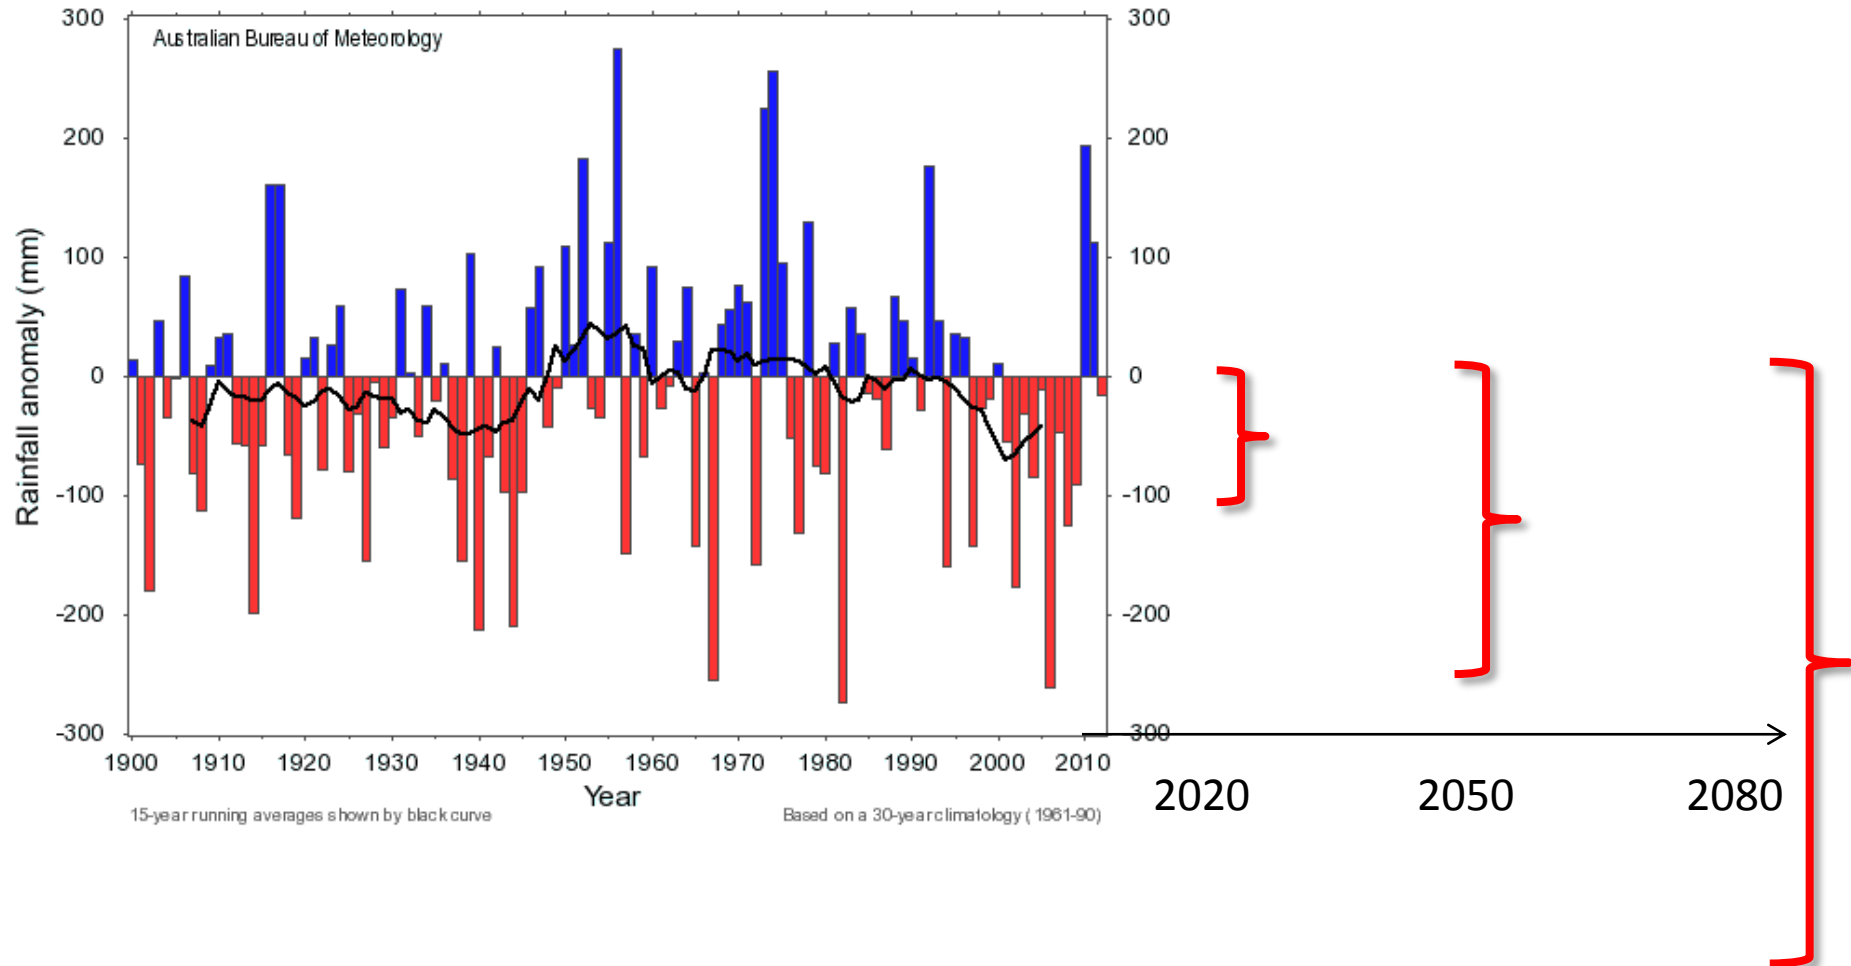 Australian Bureau of Meteorology
Rainfall anomaly (mm)
300
200
100
0
-100
-200
-300
300
200
100
0
-100
-200
300
1900 1910 1920 1930 1940 1950 1960 1970 1980 1990 2000 2010
Year
15-year running averages shown by black curve
Based on a 30-year climatology (1961-90)
2020 2050 2080